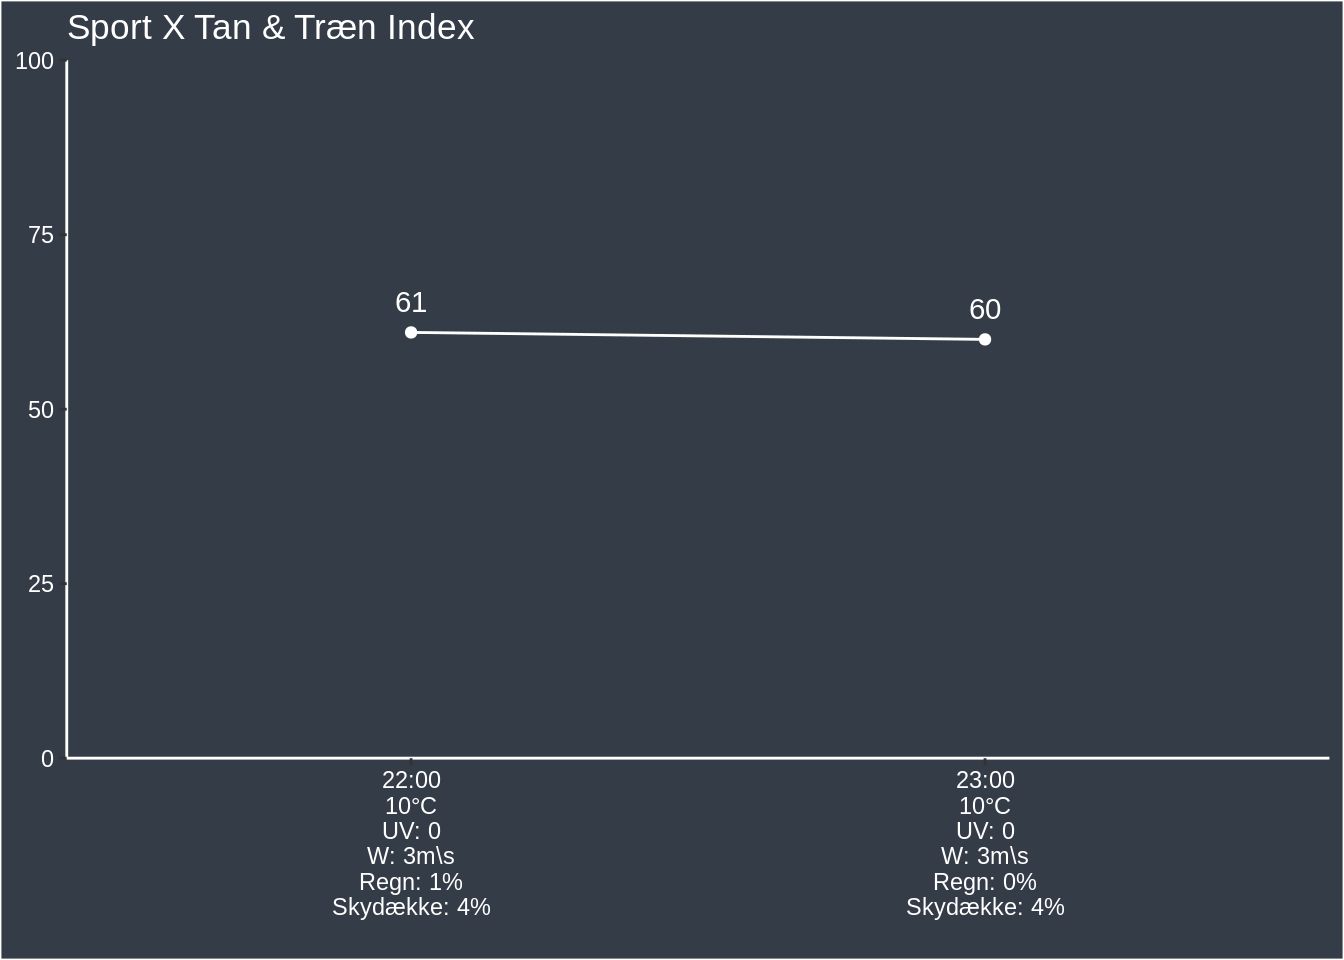 Sport X Tan & Træn Index
100
75
50
25
0
61
60
22:00
10°C
UV: 0
W: 3m\s
Regn: 1%
Skydække: 4%
23:00
10°C
UV: 0
W: 3m\s
Regn: 0%
Skydække: 4%